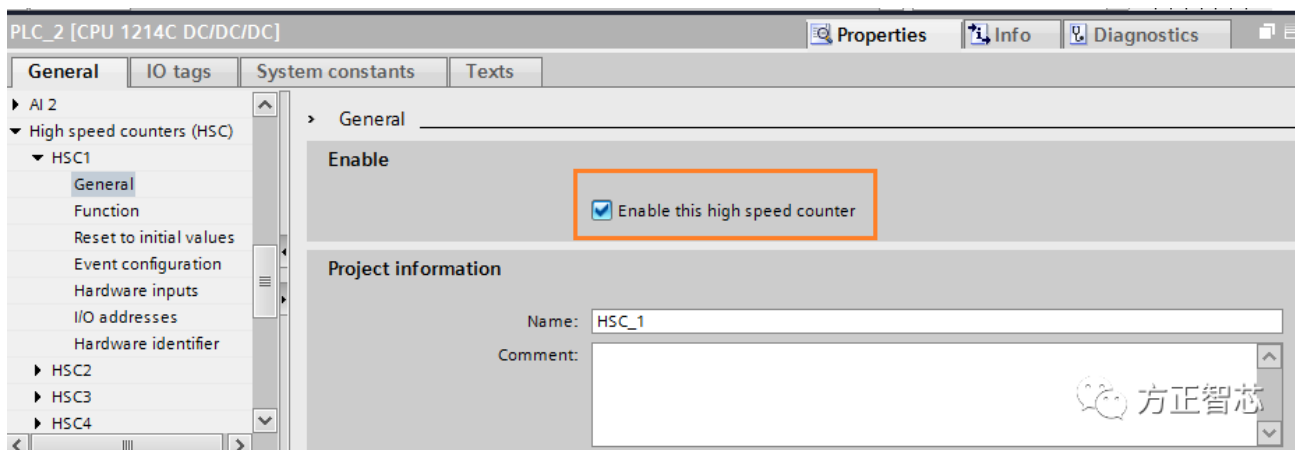 PLC_2 [CPU 1214C DC/DC/DC]
Properties
Info
Diagnostics
General
IO tags
System constants
Texts
AI 2
High speed counters (HSC)
HSC1
General
Function
Reset to initial values
Event configuration
Hardware inputs
I/O addresses
Hardware identifier
HSC2
HSC3
HSC4
General
Enable
Enable this high speed counter
Project information
Name: HSC_1
Comment:
方正智芯